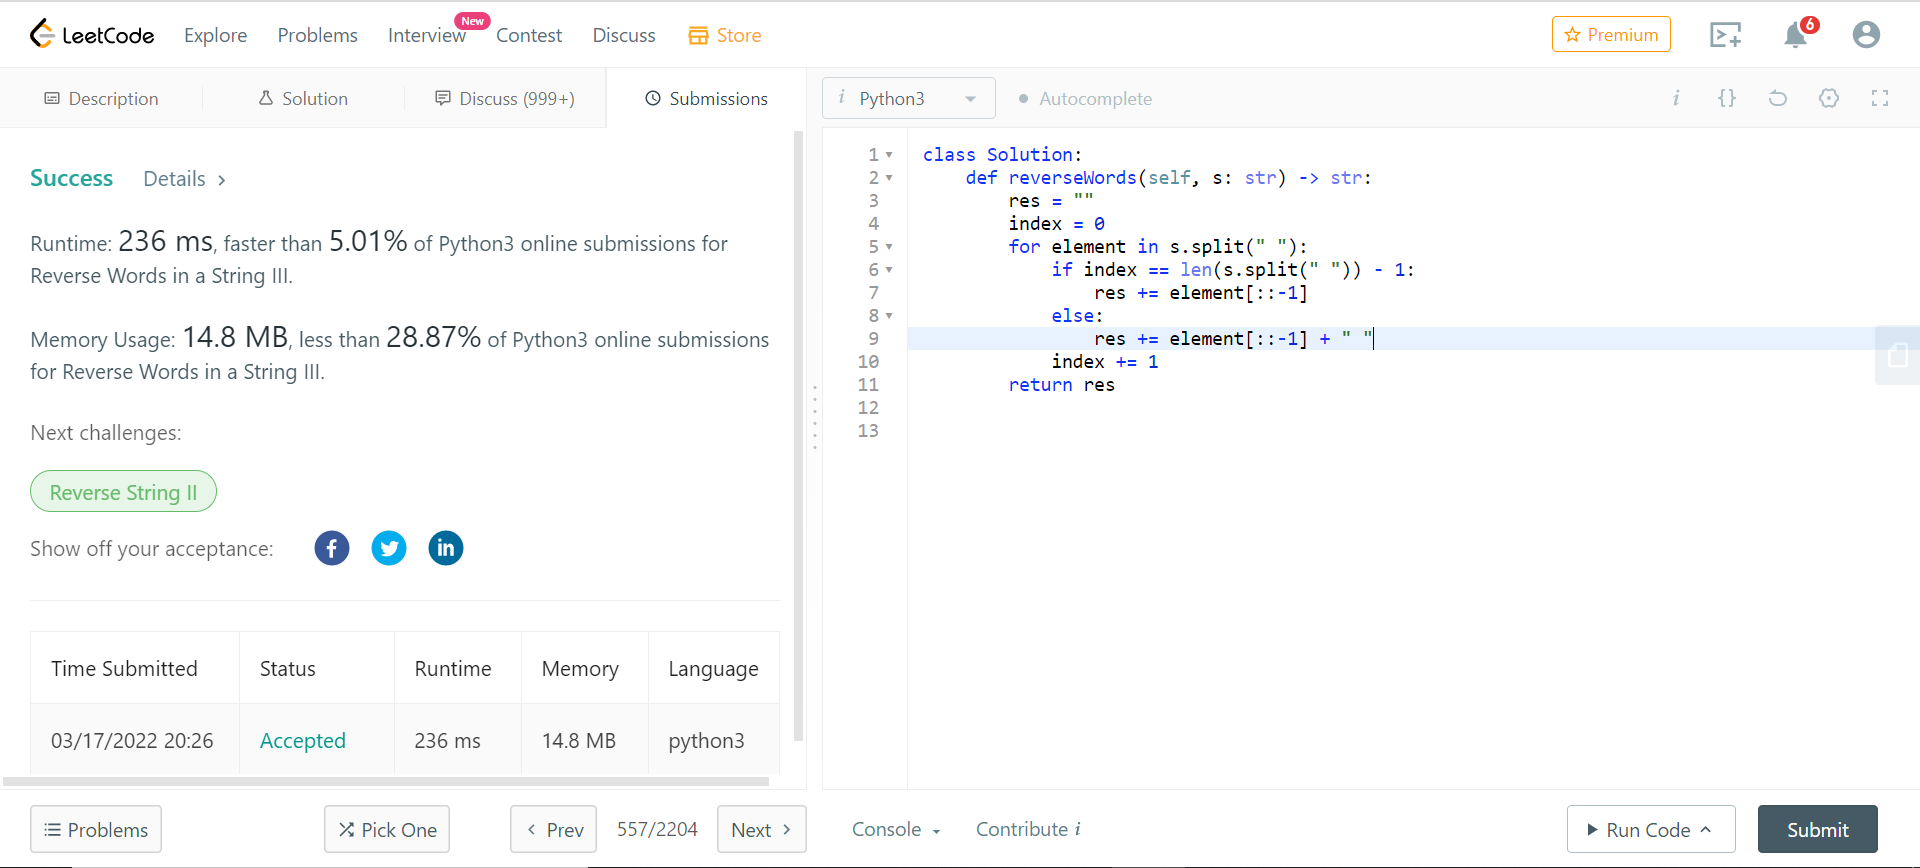 LeetCode Explore Problems Interview New Contest Discuss Store Premium 6
Description Solution Discuss (999+) Submissions
i Python3 Autocomplete i {}
Success Details >
Runtime: 236 ms, faster than 5.01% of Python3 online submissions for
Reverse Words in a String III.
Memory Usage: 14.8 MB, less than 28.87% of Python3 online submissions
for Reverse Words in a String III.
Next challenges:
Reverse String II
Show off your acceptance: f in
Time Submitted Status Runtime Memory Language
03/17/2022 20:26 Accepted 236 ms 14.8 MB python3
1 class Solution:
2     def reverseWords(self, s: str) -> str:
3         res = ""
4         index = 0
5         for element in s.split(" "):
6             if index == len(s.split(" ")) - 1:
7                 res += element[::-1]
8             else:
9                 res += element[::-1] + " "
10             index += 1
11         return res
12
13
Problems Pick One < Prev 557/2204 Next > Console Contribute i Run Code Submit